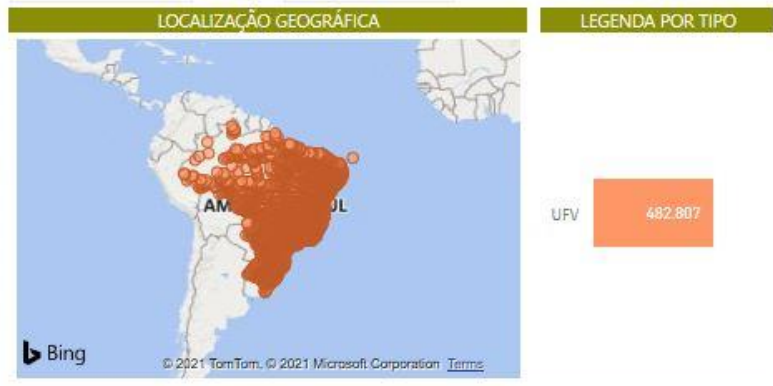 LOCALIZAÇÃO GEOGRÁFICA
LEGENDA POR TIPO
UFV 482.807
Bing
© 2021 TomTom, © 2021 Microsoft Corporation Terms